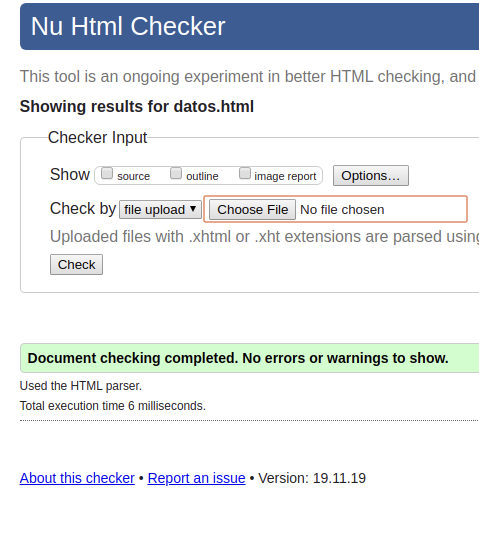 Nu Html Checker
This tool is an ongoing experiment in better HTML checking, and
Showing results for datos.html
Checker Input
Show source outline image report Options...
Check by file upload Choose File No file chosen
Uploaded files with .xhtml or .xht extensions are parsed using
Check
Document checking completed. No errors or warnings to show.
Used the HTML parser.
Total execution time 6 milliseconds.
About this checker • Report an issue • Version: 19.11.19